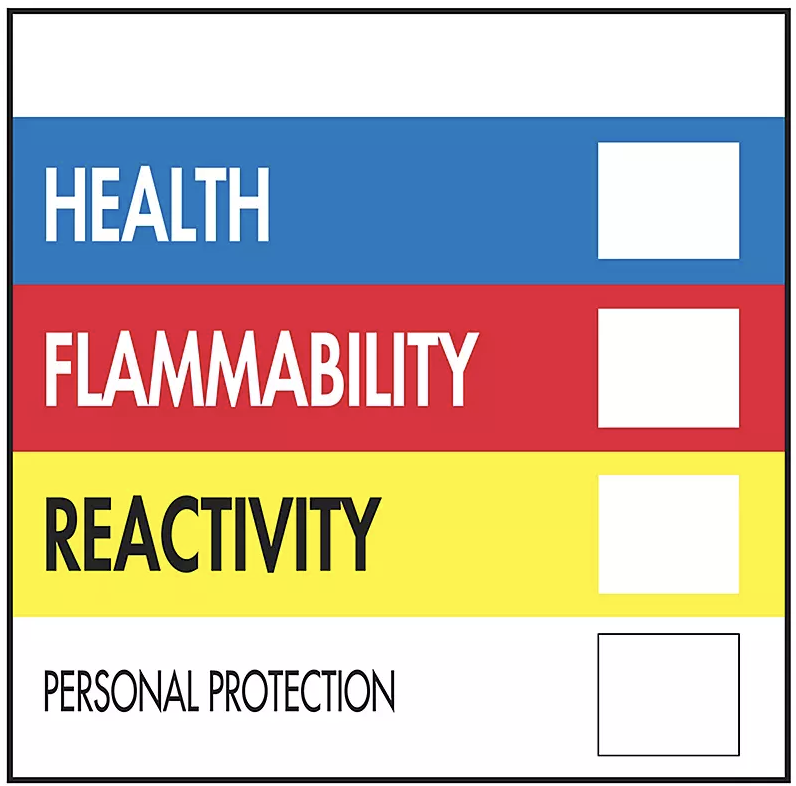 HEALTH
FLAMMABILITY
REACTIVITY
PERSONAL PROTECTION